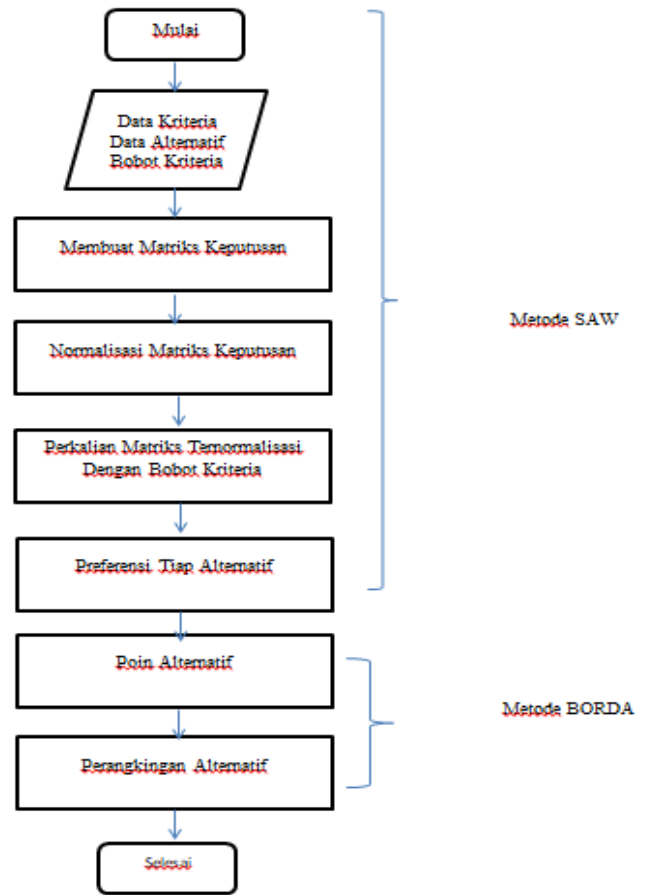 Mulai
Data Kriteria
Data Alternatif
Bobot Kriteria
Membuat Matriks Keputusan
Normalisasi Matriks Keputusan
Metode SAW
Perkalian Matriks Ternormalisasi
Dengan Bobot Kriteria
Preferensi Tiap Alternatif
Poin Alternatif
Metode BORDA
Perangkingan Alternatif
Selesai